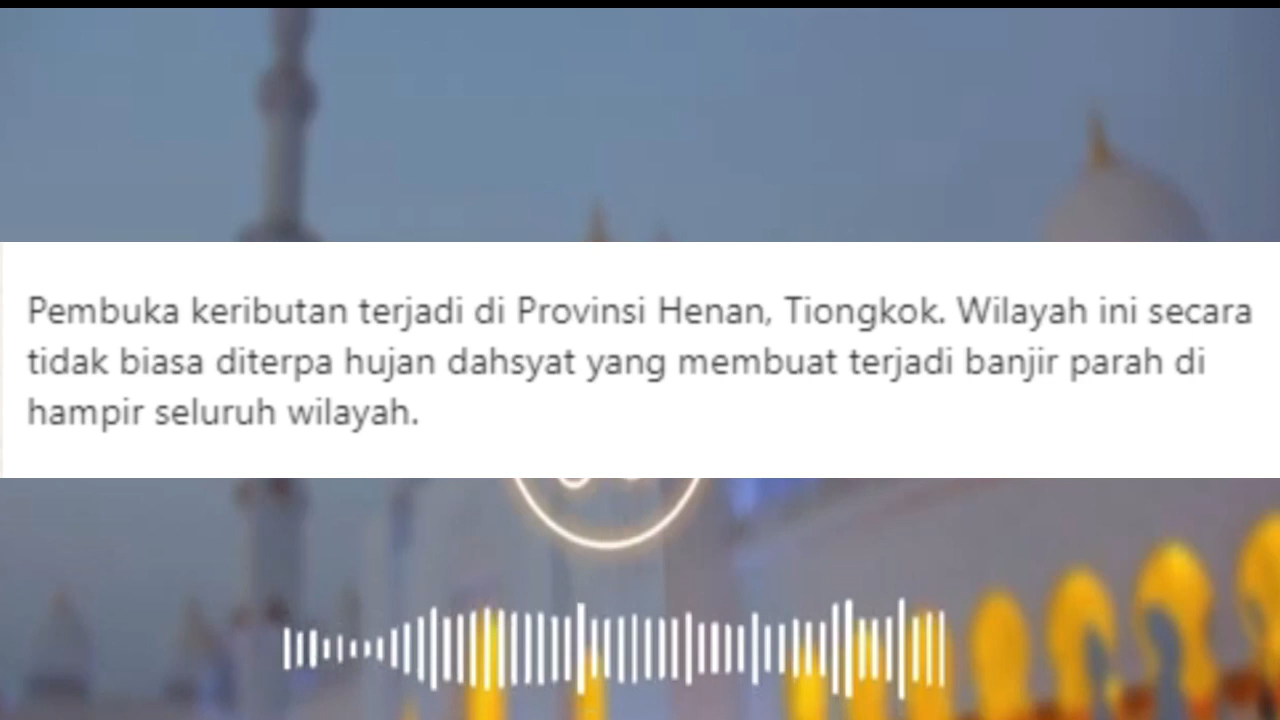 Pembuka keributan terjadi di Provinsi Henan, Tiongkok. Wilayah ini secara
tidak biasa diterpa hujan dahsyat yang membuat terjadi banjir parah di
hampir seluruh wilayah.